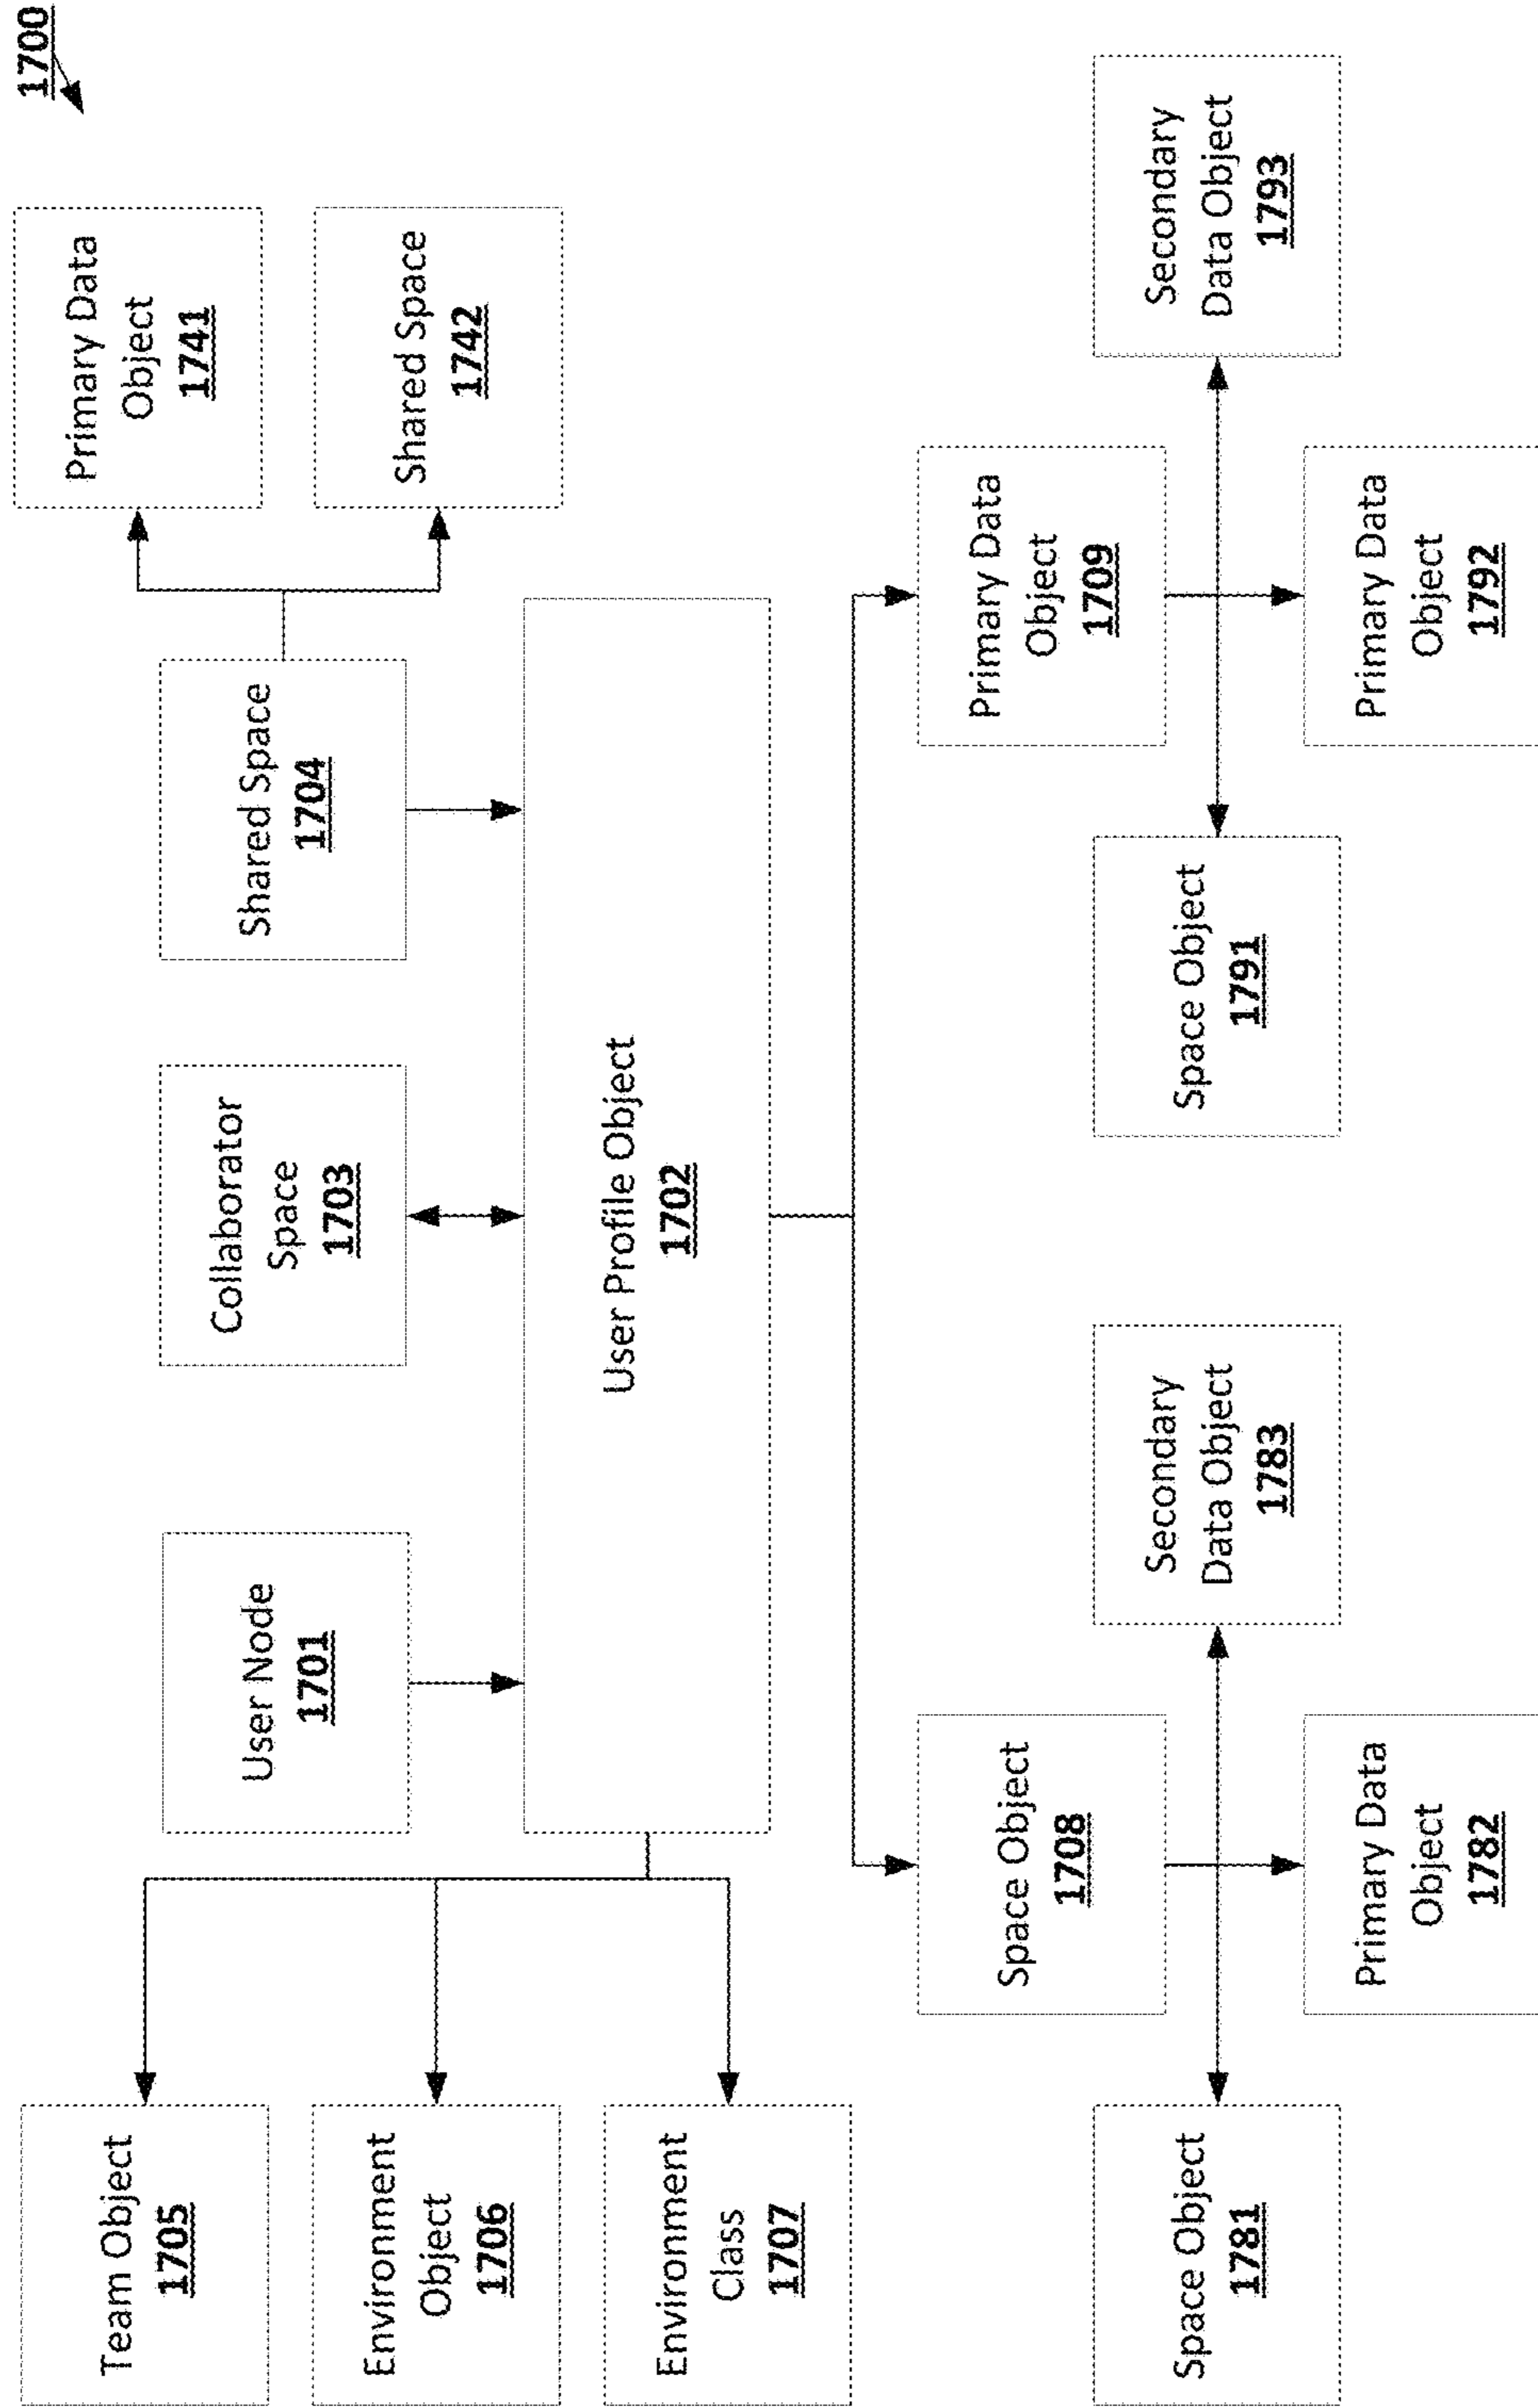 1700
Team Object
1705
Environment
Object
1706
Environment
Class
1707
User Node
1701
Collaborator
Space
1703
Shared Space
1704
Primary Data
Object
1741
Shared Space
1742
User Profile Object
1702
Space Object
1708
Primary Data
Object
1709
Space Object
1781
Secondary
Data Object
1783
Primary Data
Object
1782
Space Object
1791
Secondary
Data Object
1793
Primary Data
Object
1792